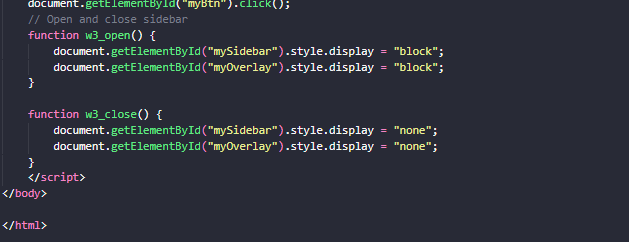 document.getElementById("myBtn").click();
// Open and close sidebar
function w3_open() {
document.getElementById("mySidebar").style.display = "block";
document.getElementById("myOverlay").style.display = "block";
}
function w3_close() {
document.getElementById("mySidebar").style.display = "none";
document.getElementById("myOverlay").style.display = "none";
}
</script>
</body>
</html>